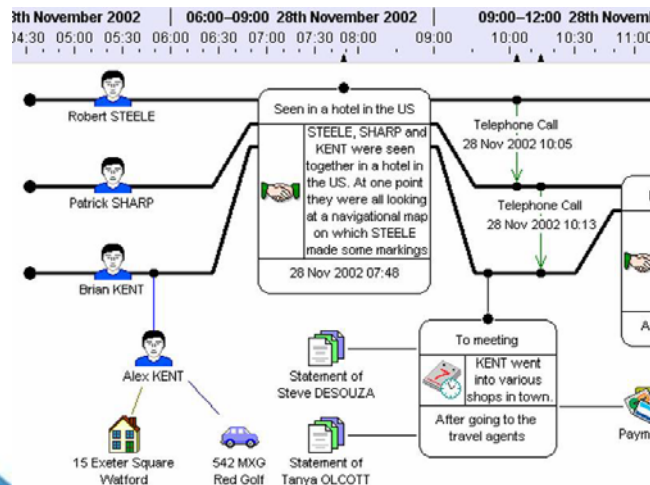 8th November 2002 | 06:00–09:00 28th November 2002 | 09:00–12:00 28th Novem
04:30 05:00 05:30 06:00 06:30 07:00 07:30 08:00 09:00 10:00 10:30 11:00
Robert STEELE
Patrick SHARP
Brian KENT
Alex KENT
15 Exeter Square
Watford
542 MXG
Red Golf
Seen in a hotel in the US
STEELE, SHARP and
KENT were seen
together in a hotel in
the US. At one point
they were all looking
at a navigational map
on which STEELE
made some markings
28 Nov 2002 07:48
Telephone Call
28 Nov 2002 10:05
Telephone Call
28 Nov 2002 10:13
Statement of
Steve DESOUZA
Statement of
Tanya OLCOTT
To meeting
7
KENT went
into various
shops in town.
After going to the
travel agents
A
Paym